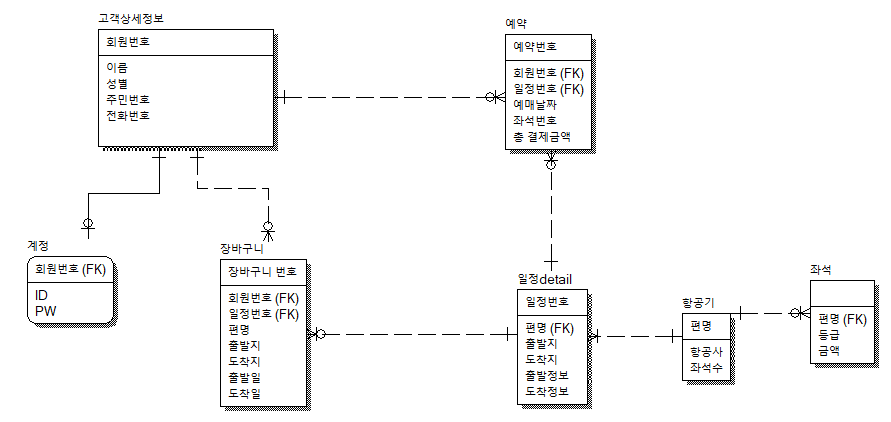 고객상세정보
회원번호
이름
성별
주민번호
전화번호
예약
예약번호
회원번호 (FK)
일정번호 (FK)
예매날짜
좌석번호
총 결제금액
계정
회원번호 (FK)
ID
PW
장바구니
장바구니 번호
회원번호 (FK)
일정번호 (FK)
편명
출발지
도착지
출발일
도착일
일정detail
일정번호
편명 (FK)
출발지
도착지
출발정보
도착정보
항공기
편명
항공사
좌석수
좌석
편명 (FK)
등급
금액